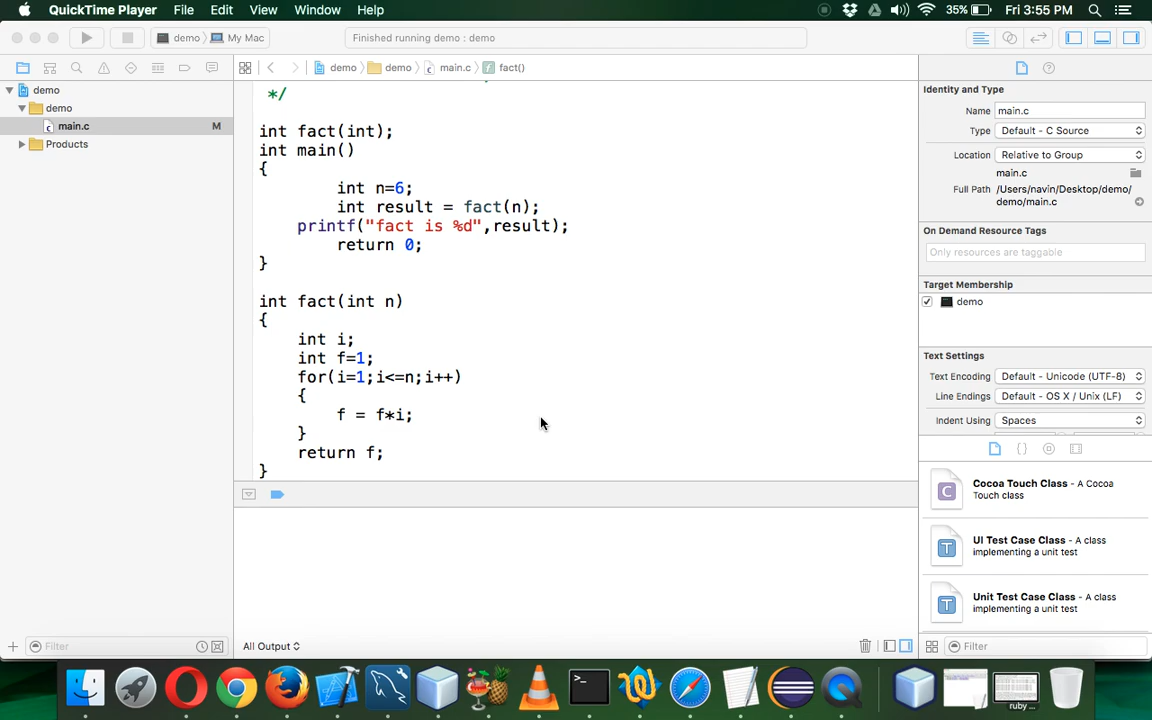 QuickTime Player File Edit View Window Help 35% Fri 3:55 PM
demo My Mac Finished running demo : demo
demo demo main.c fact()
demo
demo
main.c M
Products
*/
int fact(int);
int main()
{
int n=6;
int result = fact(n);
printf("fact is %d",result);
return 0;
}
int fact(int n)
{
int i;
int f=1;
for(i=1;i<=n;i++)
{
f = f*i;
}
return f;
}
Identity and Type
Name main.c
Type Default - C Source
Location Relative to Group
main.c
Full Path /Users/navin/Desktop/demo/
demo/main.c
On Demand Resource Tags
Only resources are taggable
Target Membership
demo
Text Settings
Text Encoding Default - Unicode (UTF-8)
Line Endings Default - OS X / Unix (LF)
Indent Using Spaces
{ }
C Cocoa Touch Class - A Cocoa
Touch class
T UI Test Case Class - A class
implementing a unit test
T Unit Test Case Class - A class
implementing a unit test
Filter
All Output
Filter
ruby ...